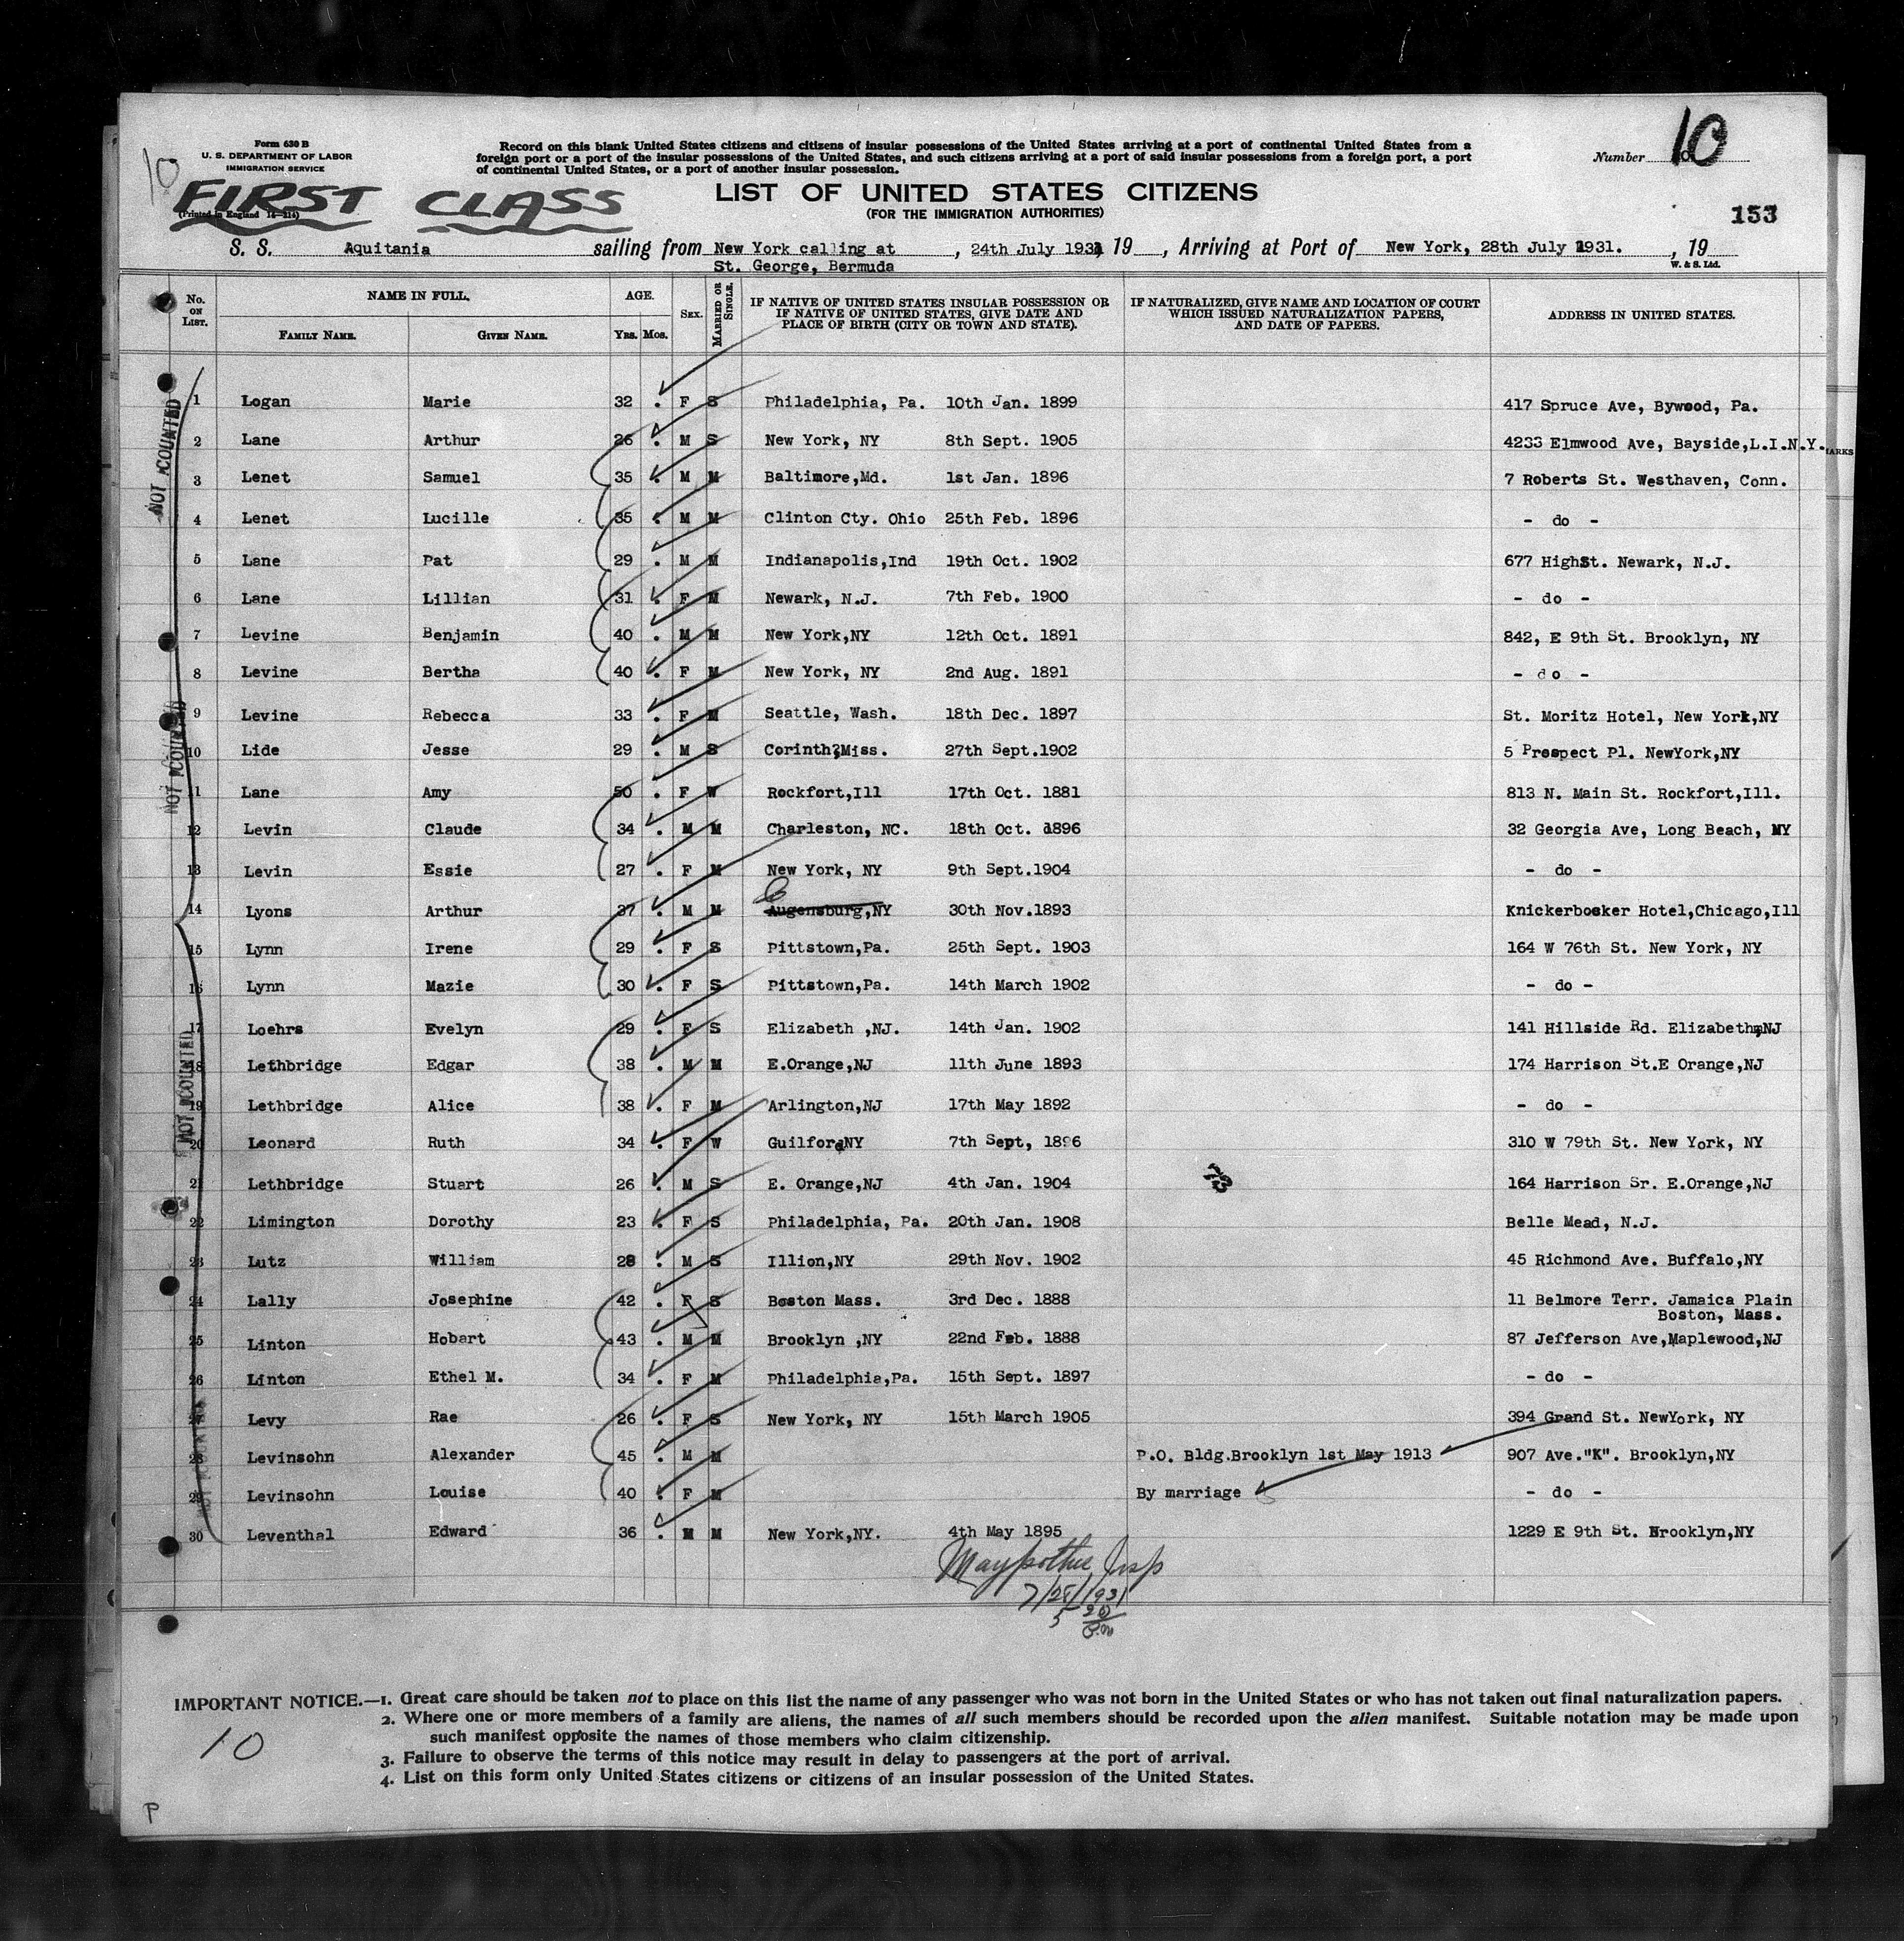 Form 630 B
U. S. DEPARTMENT OF LABOR
IMMIGRATION SERVICE
10
Record on this blank United States citizens and citizens of insular possessions of the United States arriving at a port of continental United States from a
foreign port or a port of the insular possessions of the United States, and such citizens arriving at a port of said insular possessions from a foreign port, a port
of continental United States, or a port of another insular possession.
Number 10
FIRST CLASS
(Printed in England 14—214)
LIST OF UNITED STATES CITIZENS
(FOR THE IMMIGRATION AUTHORITIES)
153
S. S. Aquitania sailing from New York calling at , 24th July 1931, 19 , Arriving at Port of New York, 28th July 1931. , 19
St. George, Bermuda
W. & S. Ltd.
No. ON LIST. NAME IN FULL. AGE. SEX. MARRIED OR SINGLE. IF NATIVE OF UNITED STATES INSULAR POSSESSION OR IF NATIVE OF UNITED STATES, GIVE DATE AND PLACE OF BIRTH (CITY OR TOWN AND STATE). IF NATURALIZED, GIVE NAME AND LOCATION OF COURT WHICH ISSUED NATURALIZATION PAPERS, AND DATE OF PAPERS. ADDRESS IN UNITED STATES.
FAMILY NAME. GIVEN NAME. YRS. MOS.
1 Logan Marie 32 F S Philadelphia, Pa. 10th Jan. 1899 417 Spruce Ave, Bywood, Pa.
2 Lane Arthur 26 M S New York, NY 8th Sept. 1905 4233 Elmwood Ave, Bayside,L.I.N.Y.
3 Lenet Samuel 35 M M Baltimore,Md. 1st Jan. 1896 7 Roberts St. Westhaven, Conn.
4 Lenet Lucille 35 M M Clinton Cty. Ohio 25th Feb. 1896 - do -
5 Lane Pat 29 M M Indianapolis,Ind 19th Oct. 1902 677 HighSt. Newark, N.J.
6 Lane Lillian 31 F M Newark, N.J. 7th Feb. 1900 - do -
7 Levine Benjamin 40 M M New York,NY 12th Oct. 1891 842, E 9th St. Brooklyn, NY
8 Levine Bertha 40 F M New York, NY 2nd Aug. 1891 - do -
9 Levine Rebecca 33 F M Seattle, Wash. 18th Dec. 1897 St. Moritz Hotel, New York,NY
10 Lide Jesse 29 M S Corinth,Miss. 27th Sept.1902 5 Prospect Pl. NewYork,NY
11 Lane Amy 50 F W Rockfort,Ill 17th Oct. 1881 813 N. Main St. Rockfort,Ill.
12 Levin Claude 34 M M Charleston, NC. 18th Oct. 1896 32 Georgia Ave, Long Beach, NY
13 Levin Essie 27 F M New York, NY 9th Sept.1904 - do -
14 Lyons Arthur 37 M M Augensburg,NY 30th Nov.1893 Knickerbocker Hotel,Chicago,Ill
15 Lynn Irene 29 F S Pittstown,Pa. 25th Sept. 1903 164 W 76th St. New York, NY
16 Lynn Mazie 30 F S Pittstown,Pa. 14th March 1902 - do -
17 Loehrs Evelyn 29 F S Elizabeth ,NJ. 14th Jan. 1902 141 Hillside Rd. Elizabeth,NJ
18 Lethbridge Edgar 38 M M E.Orange,NJ 11th June 1893 174 Harrison St.E Orange,NJ
19 Lethbridge Alice 38 F M Arlington,NJ 17th May 1892 - do -
20 Leonard Ruth 34 F W Guilford,NY 7th Sept, 1896 310 W 79th St. New York, NY
21 Lethbridge Stuart 26 M S E. Orange,NJ 4th Jan. 1904 164 Harrison Sr. E.Orange,NJ
22 Limington Dorothy 23 F S Philadelphia, Pa. 20th Jan. 1908 Belle Mead, N.J.
23 Lutz William 28 M S Illion,NY 29th Nov. 1902 45 Richmond Ave. Buffalo,NY
24 Lally Josephine 42 F S Boston Mass. 3rd Dec. 1888 11 Belmore Terr. Jamaica Plain
Boston, Mass.
25 Linton Hobart 43 M M Brooklyn ,NY 22nd Feb. 1888 87 Jefferson Ave,Maplewood,NJ
26 Linton Ethel M. 34 F M Philadelphia,Pa. 15th Sept. 1897 - do -
27 Levy Rae 26 F S New York, NY 15th March 1905 394 Grand St. NewYork, NY
28 Levinsohn Alexander 45 M M P.O. Bldg.Brooklyn 1st May 1913 907 Ave."K". Brooklyn,NY
29 Levinsohn Louise 40 F M By marriage - do -
30 Leventhal Edward 36 M M New York,NY. 4th May 1895 1229 E 9th St. Brooklyn,NY
NOT COUNTED
NOT COUNTED
NOT COUNTED
NOT COUNTED
73
Insp
7/28/1931
5 20
P.M
IMPORTANT NOTICE.—1. Great care should be taken not to place on this list the name of any passenger who was not born in the United States or who has not taken out final naturalization papers.
2. Where one or more members of a family are aliens, the names of all such members should be recorded upon the alien manifest. Suitable notation may be made upon
such manifest opposite the names of those members who claim citizenship.
3. Failure to observe the terms of this notice may result in delay to passengers at the port of arrival.
4. List on this form only United States citizens or citizens of an insular possession of the United States.
10
P